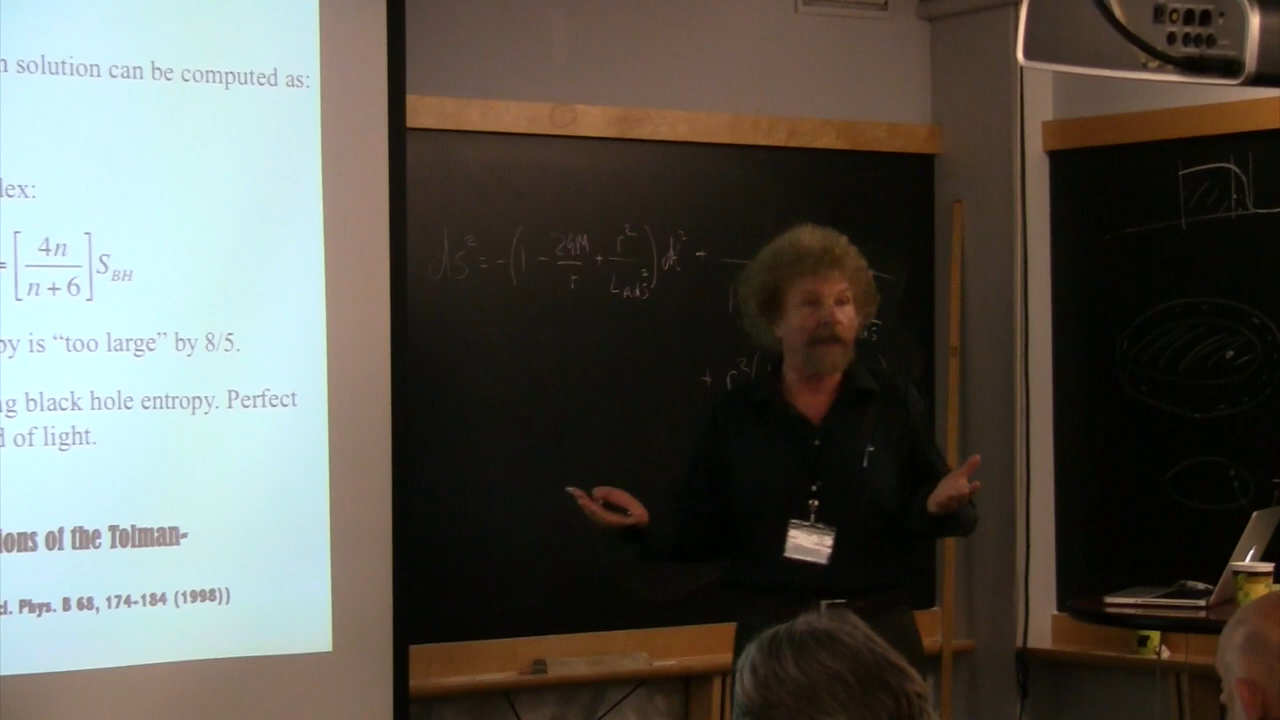 n solution can be computed as:
lex:
= [4n / n + 6] S_BH
py is “too large” by 8/5.
ng black hole entropy. Perfect
d of light.
ions of the Tolman-
cl. Phys. B 68, 174-184 (1998))
ds² = -(1 - 2GM/r + r²/L_AdS²) dt² +
+ r²(